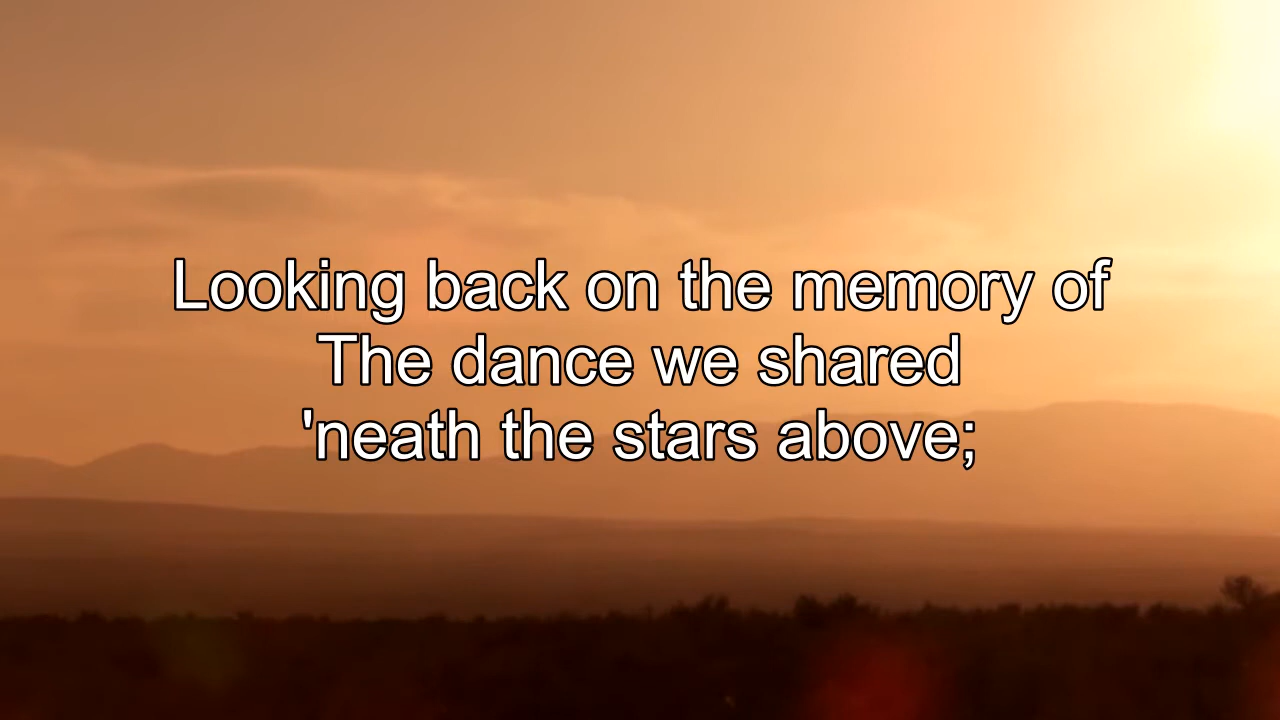 Looking back on the memory of
The dance we shared
'neath the stars above;